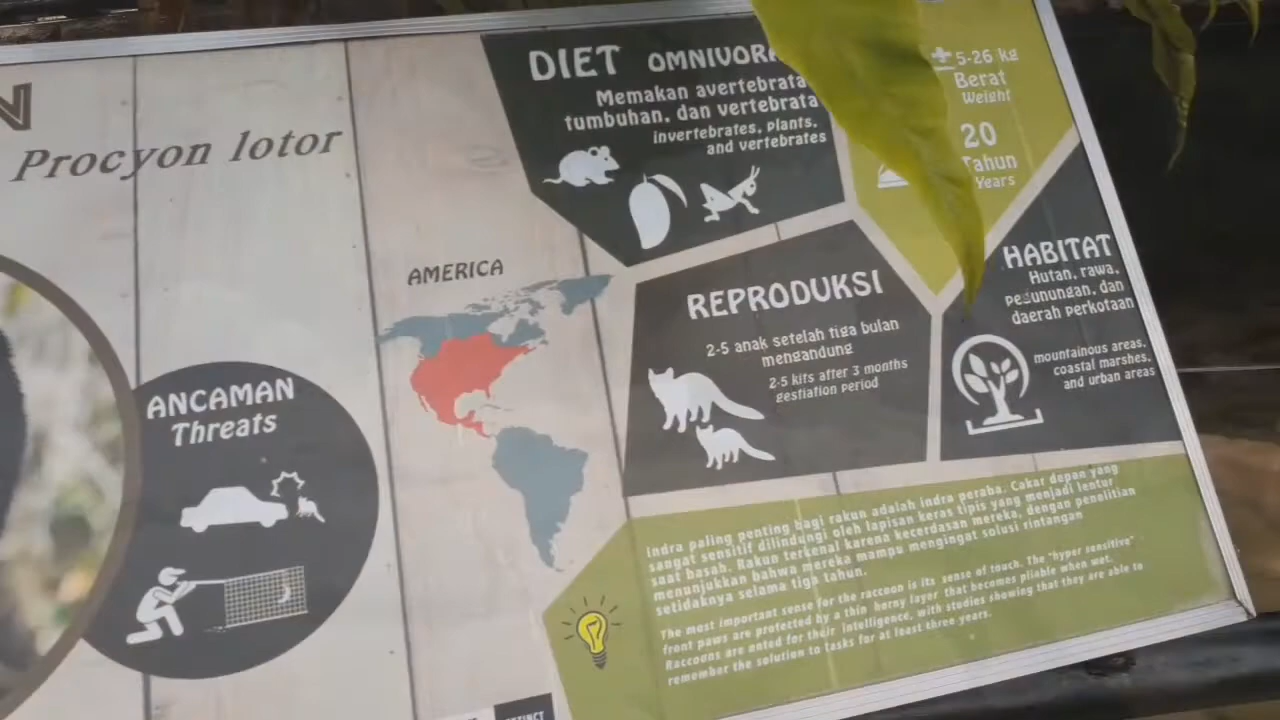 N
Procyon lotor
ANCAMAN
Threats
AMERICA
DIET OMNIVOR
Memakan avertebrata
tumbuhan, dan vertebrata
invertebrates, plants,
and vertebrates
± 5-26 kg
Berat
Weight
20
Tahun
Years
REPRODUKSI
2-5 anak setelah tiga bulan
mengandung
2-5 kits after 3 months
gestiation period
HABITAT
Hutan, rawa,
pegunungan, dan
daerah perkotaan
mountainous areas,
coastal marshes,
and urban areas
Indra paling penting bagi rakun adalah indra peraba. Cakar depan yang
sangat sensitif dilindungi oleh lapisan keras tipis yang menjadi lentur
saat basah. Rakun terkenal karena kecerdasan mereka, dengan penelitian
menunjukkan bahwa mereka mampu mengingat solusi rintangan
setidaknya selama tiga tahun.
The most important sense for the raccoon is its sense of touch. The "hyper sensitive"
front paws are protected by a thin horny layer that becomes pliable when wet.
Raccoons are anted for their intelligence, with studies showing that they are able to
remember the solution to tasks for at least three years.